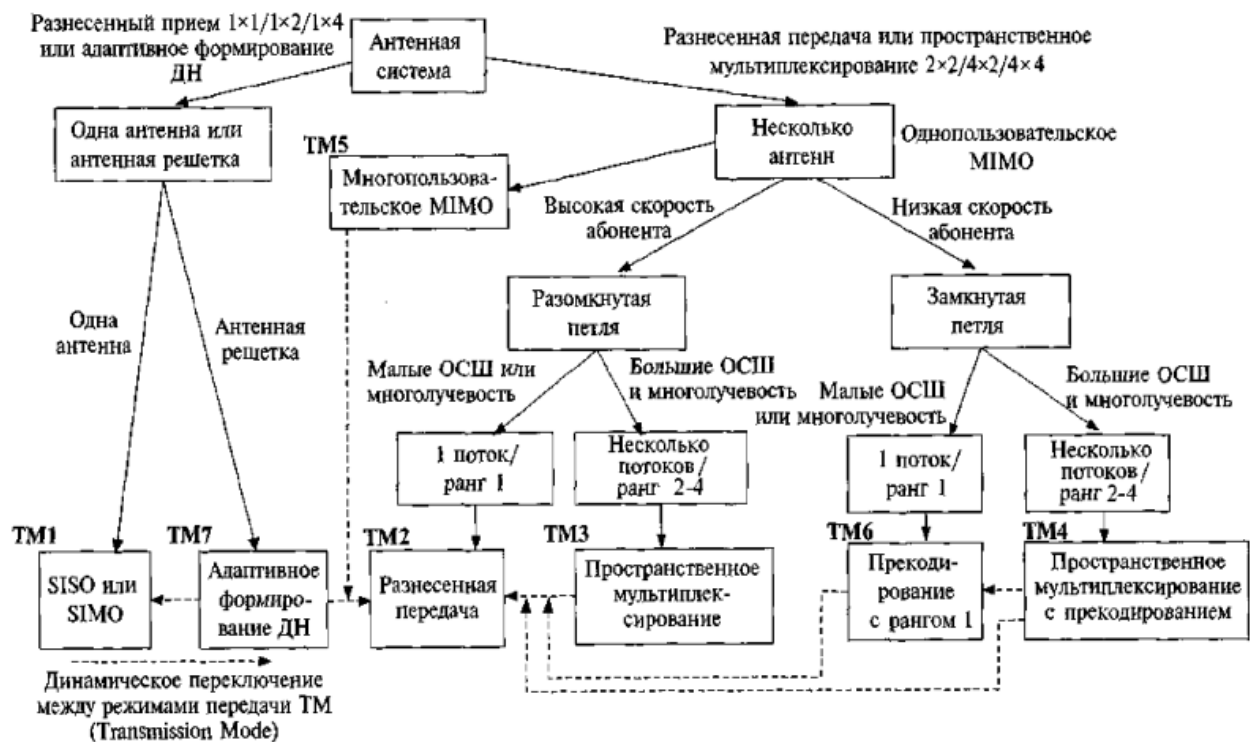 Разнесенный прием 1×1/1×2/1×4
или адаптивное формирование
ДН
Антенная
система
Разнесенная передача или пространственное
мультиплексирование 2×2/4×2/4×4
Одна антенна или
антенная решетка
TM5
Многопользова-
тельское MIMO
Несколько
антенн
Однопользовательское
MIMO
Высокая скорость
абонента
Низкая скорость
абонента
Разомкнутая
петля
Замкнутая
петля
Одна
антенна
Антенная
решетка
Малые ОСШ или
многолучевость
Большие ОСШ
и многолучевость
Малые ОСШ
или многолучевость
Большие ОСШ
и многолучевость
1 поток/
ранг 1
Несколько
потоков/
ранг 2-4
1 поток/
ранг 1
Несколько
потоков/
ранг 2-4
TM1
SISO или
SIMO
TM7
Адаптивное
формиро-
вание ДН
TM2
Разнесенная
передача
TM3
Пространственное
мультиплек-
сирование
TM6
Прекоди-
рование
с рангом 1
TM4
Пространственное
мультиплексирование
с прекодированием
Динамическое переключение
между режимами передачи ТМ
(Transmission Mode)